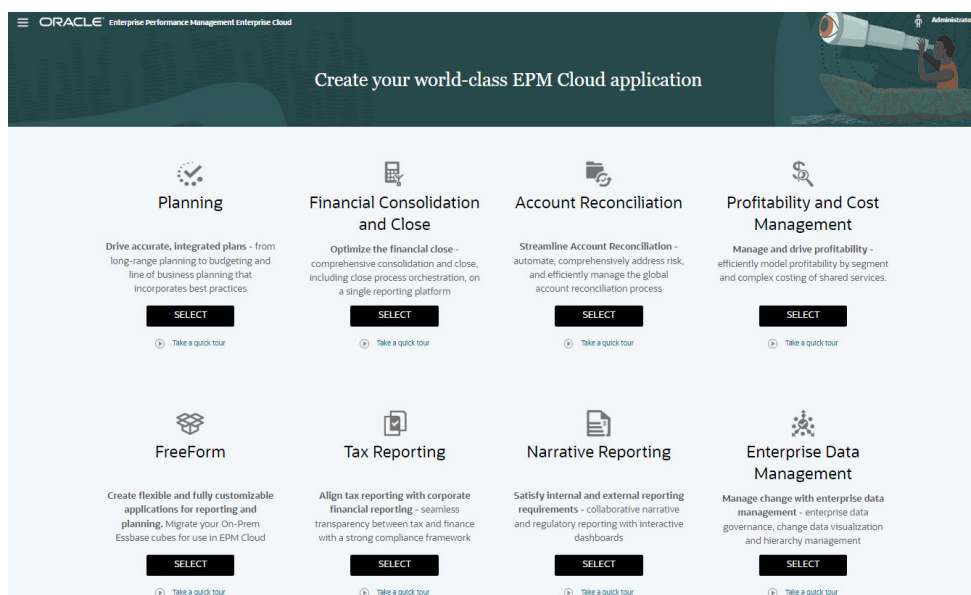 ORACLE Enterprise Performance Management Enterprise Cloud
Administrato
Create your world-class EPM Cloud application
Planning
Drive accurate, integrated plans - from
long-range planning to budgeting and
line of business planning that
incorporates best practices
SELECT
Take a quick tour
Financial Consolidation
and Close
Optimize the financial close -
comprehensive consolidation and close,
including close process orchestration, on
a single reporting platform
SELECT
Take a quick tour
Account Reconciliation
Streamline Account Reconciliation -
automate, comprehensively address risk,
and efficiently manage the global
account reconciliation process
SELECT
Take a quick tour
Profitability and Cost
Management
Manage and drive profitability -
efficiently model profitability by segment
and complex costing of shared services.
SELECT
Take a quick tour
FreeForm
Create flexible and fully customizable
applications for reporting and
planning. Migrate your On-Prem
Essbase cubes for use in EPM Cloud
SELECT
Take a quick tour
Tax Reporting
Align tax reporting with corporate
financial reporting - seamless
transparency between tax and finance
with a strong compliance framework
SELECT
Take a quick tour
Narrative Reporting
Satisfy internal and external reporting
requirements - collaborative narrative
and regulatory reporting with interactive
dashboards
SELECT
Take a quick tour
Enterprise Data
Management
Manage change with enterprise data
management - enterprise data
governance, change data visualization
and hierarchy management
SELECT
Take a quick tour